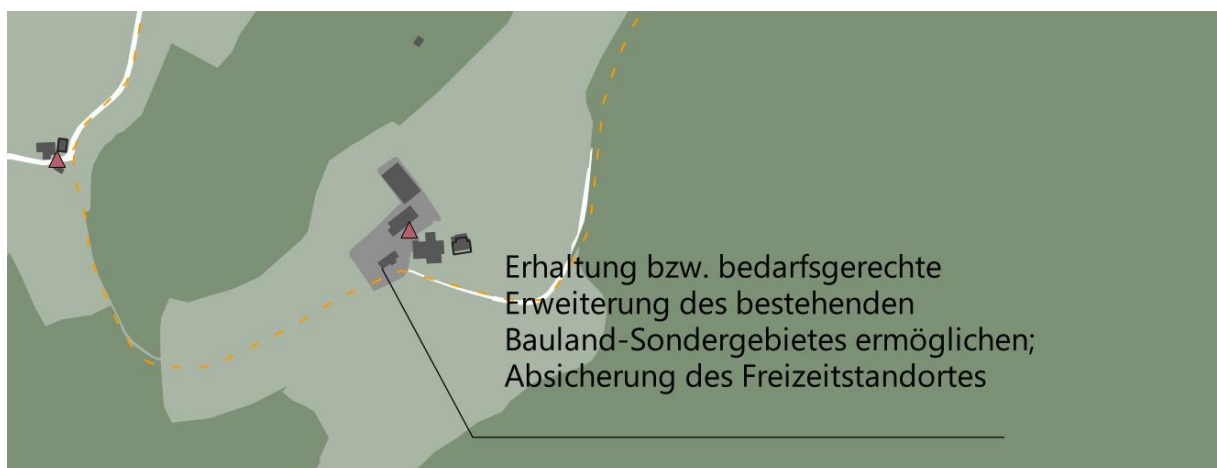 Erhaltung bzw. bedarfsgerechte
Erweiterung des bestehenden
Bauland-Sondergebietes ermöglichen;
Absicherung des Freizeitstandortes